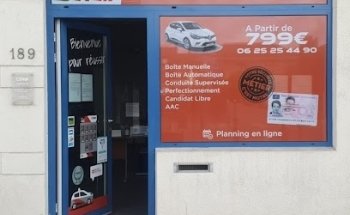 189
Bienvenue
pour réussir
A Partir de
799€
06 25 25 44 90
Boîte Manuelle
Boîte Automatique
Conduite Supervisée
Perfectionnement
Candidat Libre
AAC
Planning en ligne